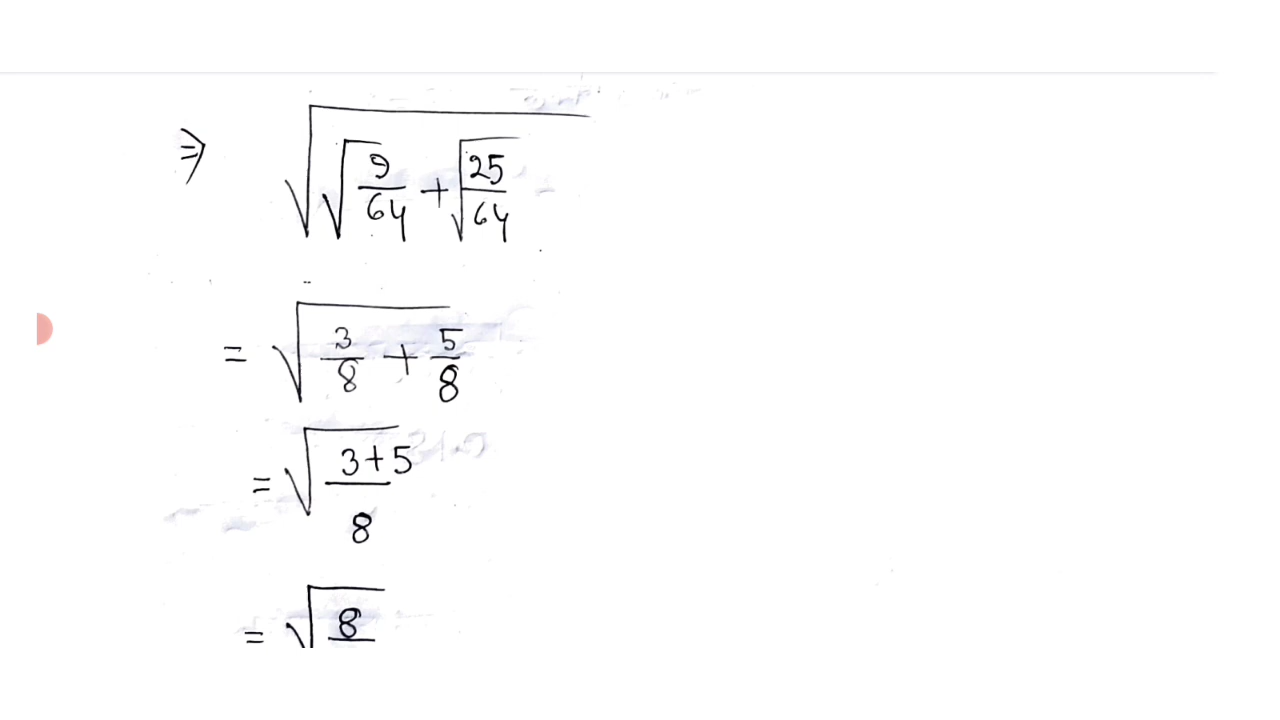 ⇒ √(√(9/64) + √(25/64))
= √(3/8 + 5/8)
= √((3+5)/8)
= √(8/